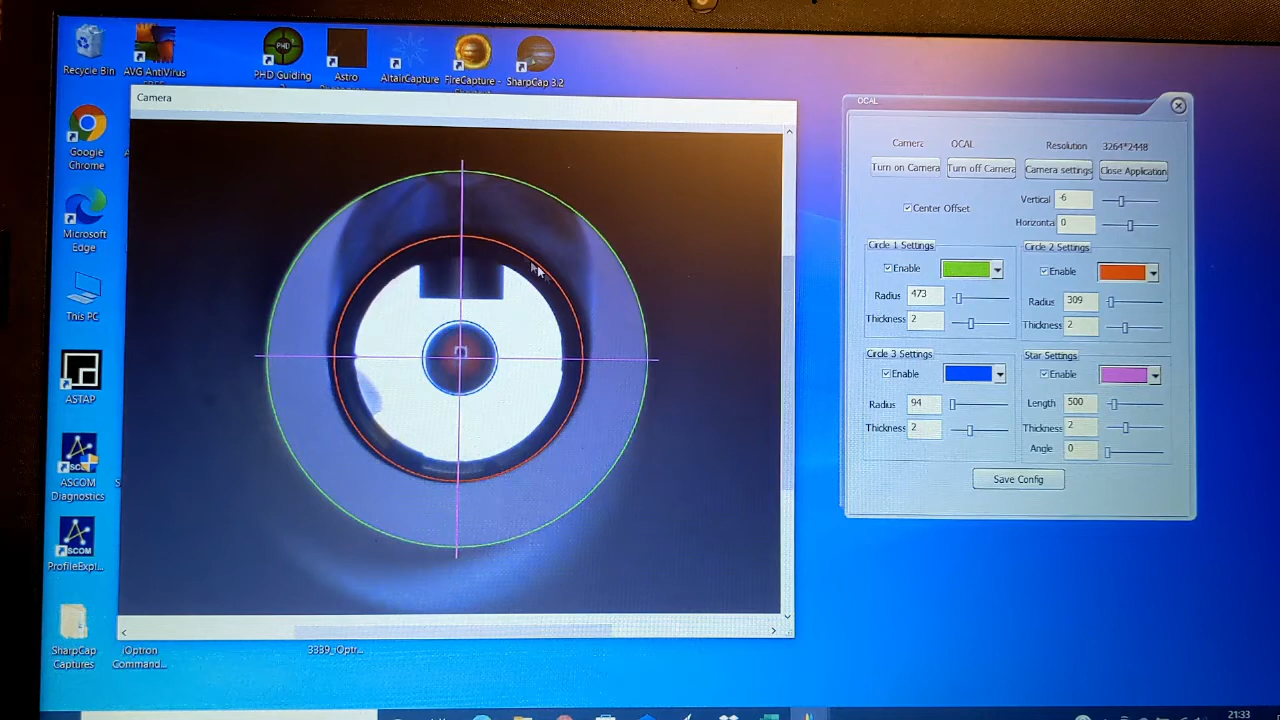 Recycle Bin
AVG AntiVirus
PHD
PHD Guiding
Astro
AltairCapture
FireCapture -
SharpCap 3.2
Camera
OCAL
Google
Chrome
Microsoft
Edge
This PC
ASTAP
ASCOM
Diagnostics
SCOM
ProfileExpl...
SharpCap
Captures
iOptron
Command...
Camera OCAL Resolution 3264*2448
Turn on Camera Turn off Camera Camera settings Close Application
Center Offset Vertical -6
Horizonta 0
Circle 1 Settings Circle 2 Settings
Enable Enable
Radius 473 Radius 309
Thickness 2 Thickness 2
Circle 3 Settings Star Settings
Enable Enable
Radius 94 Length 500
Thickness 2 Thickness 2
Angle 0
Save Config
21:33